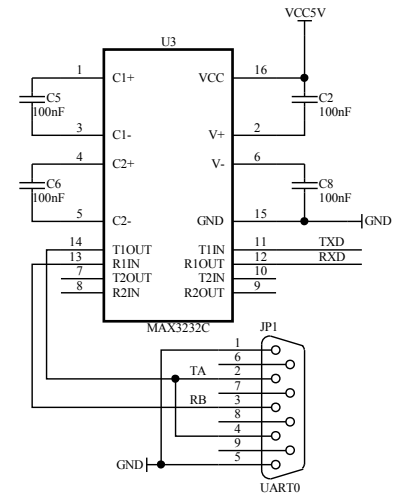 VCC5V
U3
1 C1+ VCC 16
C5 100nF
C2 100nF
3 C1- V+ 2
4 C2+ V- 6
C6 100nF
C8 100nF
5 C2- GND 15 GND
14 T1OUT T1IN 11 TXD
13 R1IN R1OUT 12 RXD
7 T2OUT T2IN 10
8 R2IN R2OUT 9
MAX3232C
JP1
1
6
TA 2
7
RB 3
8
4
9
GND 5
UART0